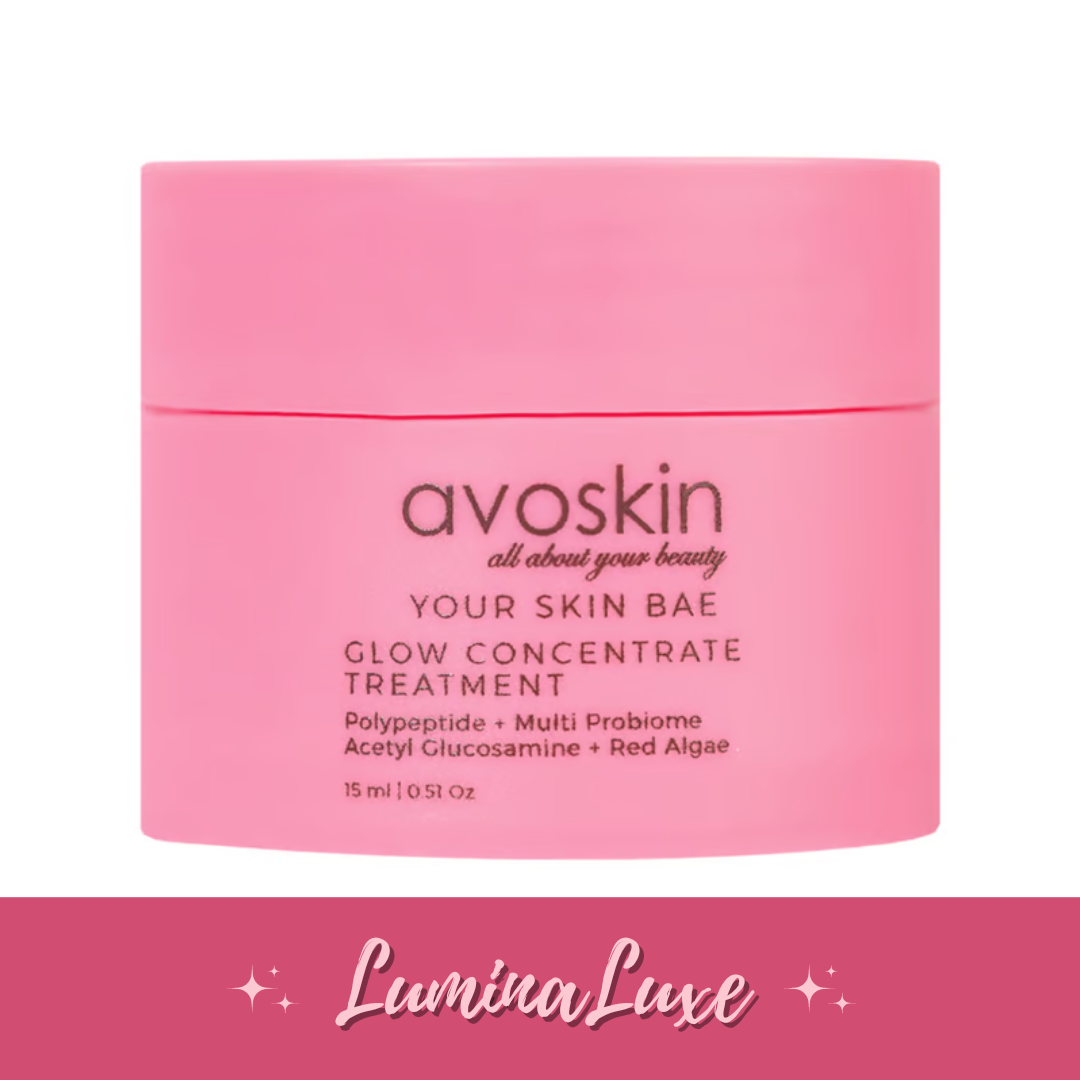 avoskin
all about your beauty
YOUR SKIN BAE
GLOW CONCENTRATE
TREATMENT
Polypeptide + Multi Probiome
Acetyl Glucosamine + Red Algae
15 ml | 0.51 Oz
LuminaLuxe